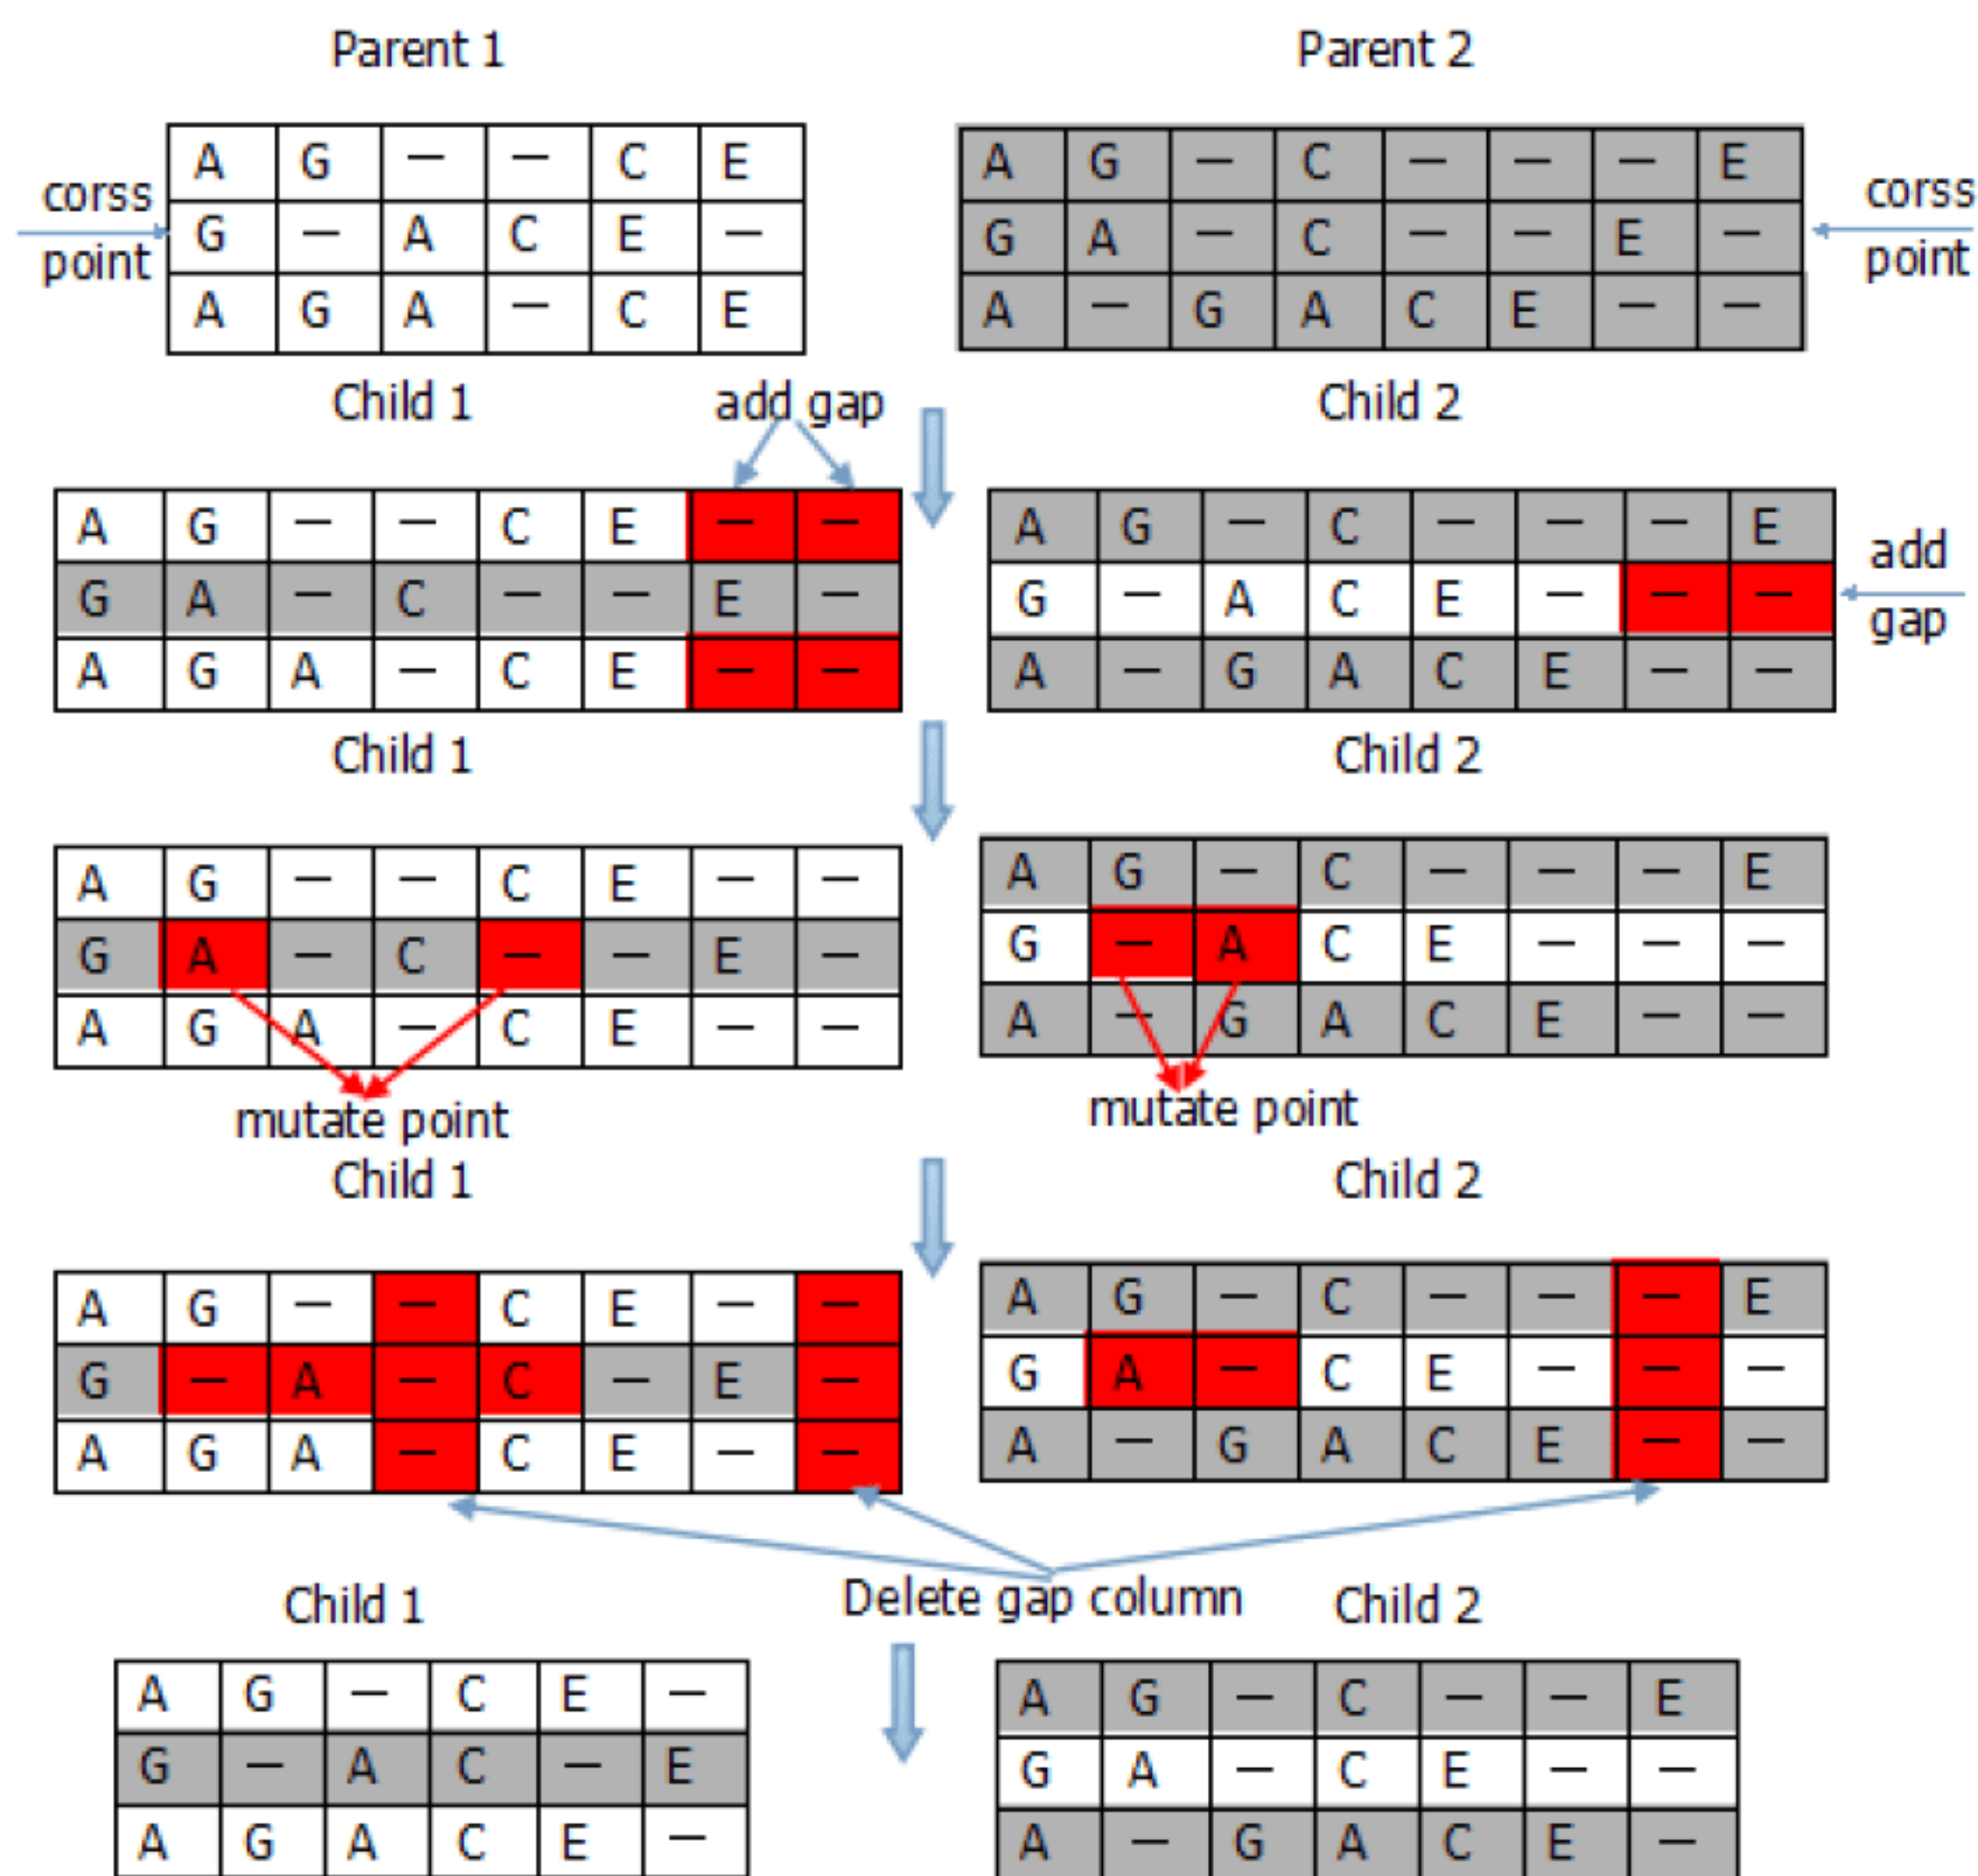 Parent 1 Parent 2
A G — — C E A G — C — — — E
corss corss
G — A C E — G A — C — — E —
point point
A G A — C E A — G A C E — —
Child 1 add gap Child 2
A G — — C E — — A G — C — — — E
add
G A — C — — E — G — A C E — — —
gap
A G A — C E — — A — G A C E — —
Child 1 Child 2
A G — — C E — — A G — C — — — E
G A — C — — E — G — A C E — — —
A G A — C E — — A — G A C E — —
mutate point mutate point
Child 1 Child 2
A G — — C E — — A G — C — — — E
G — A — C — E — G A — C E — — —
A G A — C E — — A — G A C E — —
Delete gap column
Child 1 Child 2
A G — C E — A G — C — — E
G — A C — E G A — C E — —
A G A C E — A — G A C E —